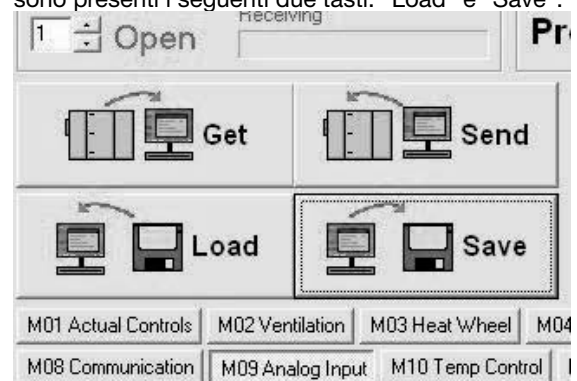 sono presenti i seguenti due tasti: "Load" e "Save".
1 Open Receiving
Get Send
Load Save
M01 Actual Controls M02 Ventilation M03 Heat Wheel M04
M08 Communication M09 Analog Input M10 Temp Control